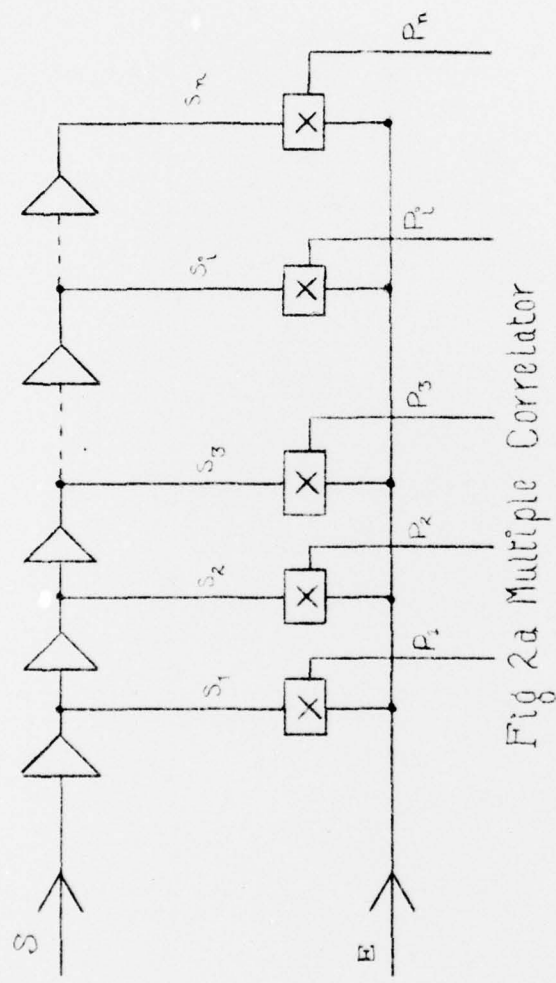 S
S₁
S₂
S₃
Sᵢ
Sₙ
X
X
X
X
X
P₁
P₂
P₃
Pᵢ
Pₙ
E
Fig 2a Multiple Correlator